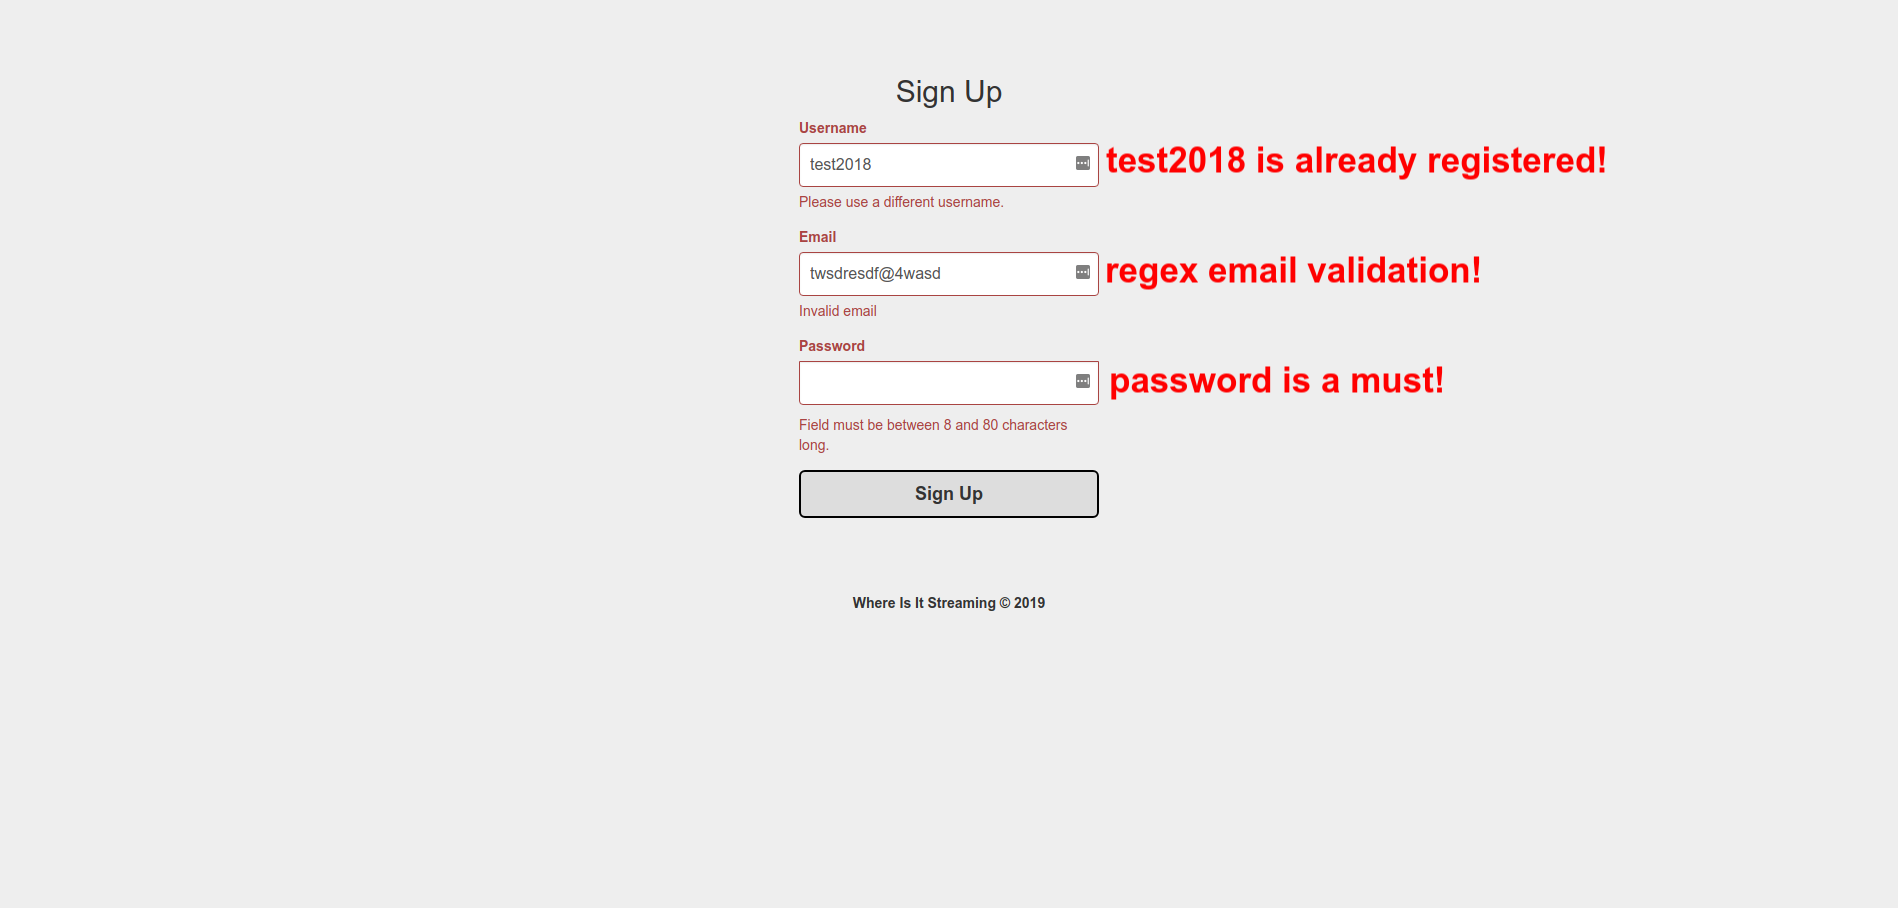 Sign Up
Username
test2018
test2018 is already registered!
Please use a different username.
Email
twsdresdf@4wasd
regex email validation!
Invalid email
Password
password is a must!
Field must be between 8 and 80 characters
long.
Sign Up
Where Is It Streaming © 2019